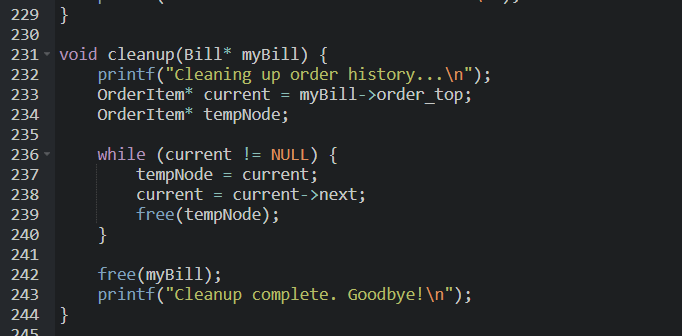 229 }
230
231 void cleanup(Bill* myBill) {
232     printf("Cleaning up order history...\n");
233     OrderItem* current = myBill->order_top;
234     OrderItem* tempNode;
235
236     while (current != NULL) {
237         tempNode = current;
238         current = current->next;
239         free(tempNode);
240     }
241
242     free(myBill);
243     printf("Cleanup complete. Goodbye!\n");
244 }